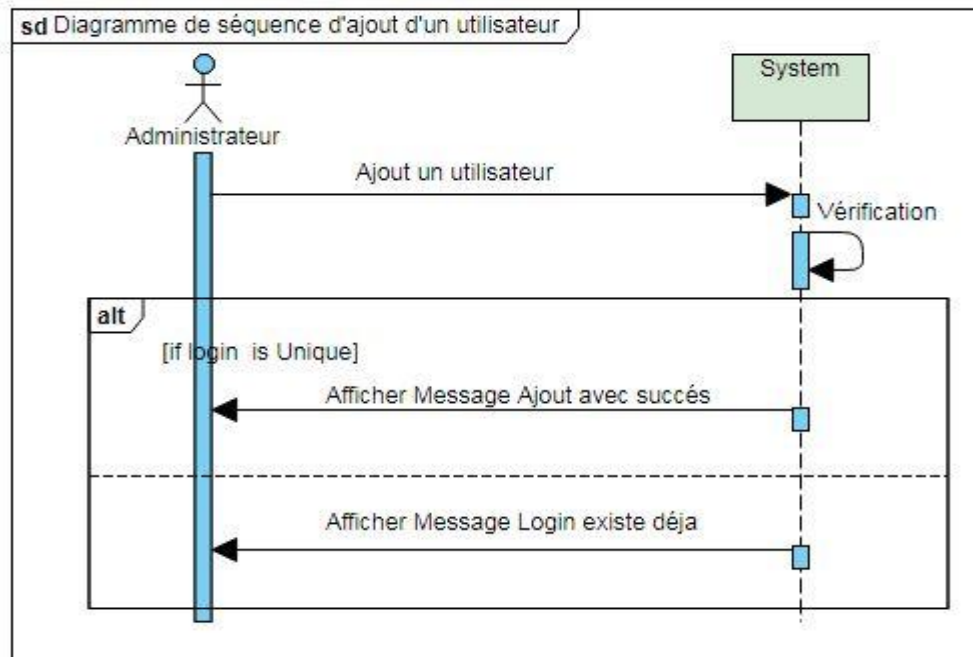 sd Diagramme de séquence d'ajout d'un utilisateur
System
Administrateur
Ajout un utilisateur
Vérification
alt
[if login is Unique]
Afficher Message Ajout avec succés
Afficher Message Login existe déja